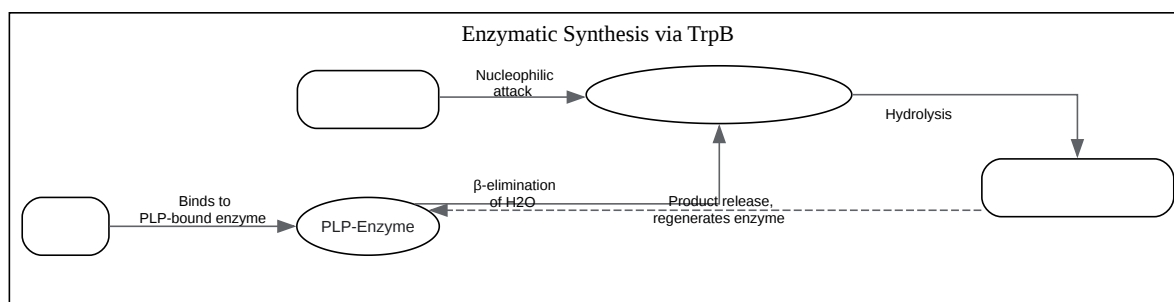 Enzymatic Synthesis via TrpB
Nucleophilic
attack
Hydrolysis
β-elimination
of H2O
Product release,
regenerates enzyme
Binds to
PLP-bound enzyme
PLP-Enzyme